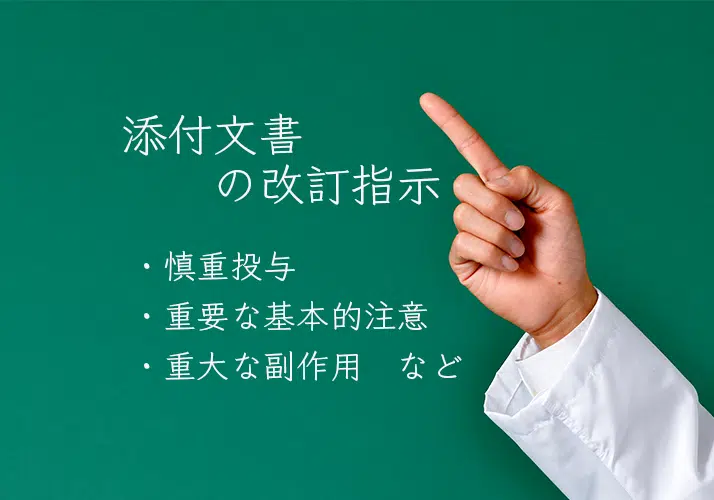 添付文書
の改訂指示
・慎重投与
・重要な基本的注意
・重大な副作用　など